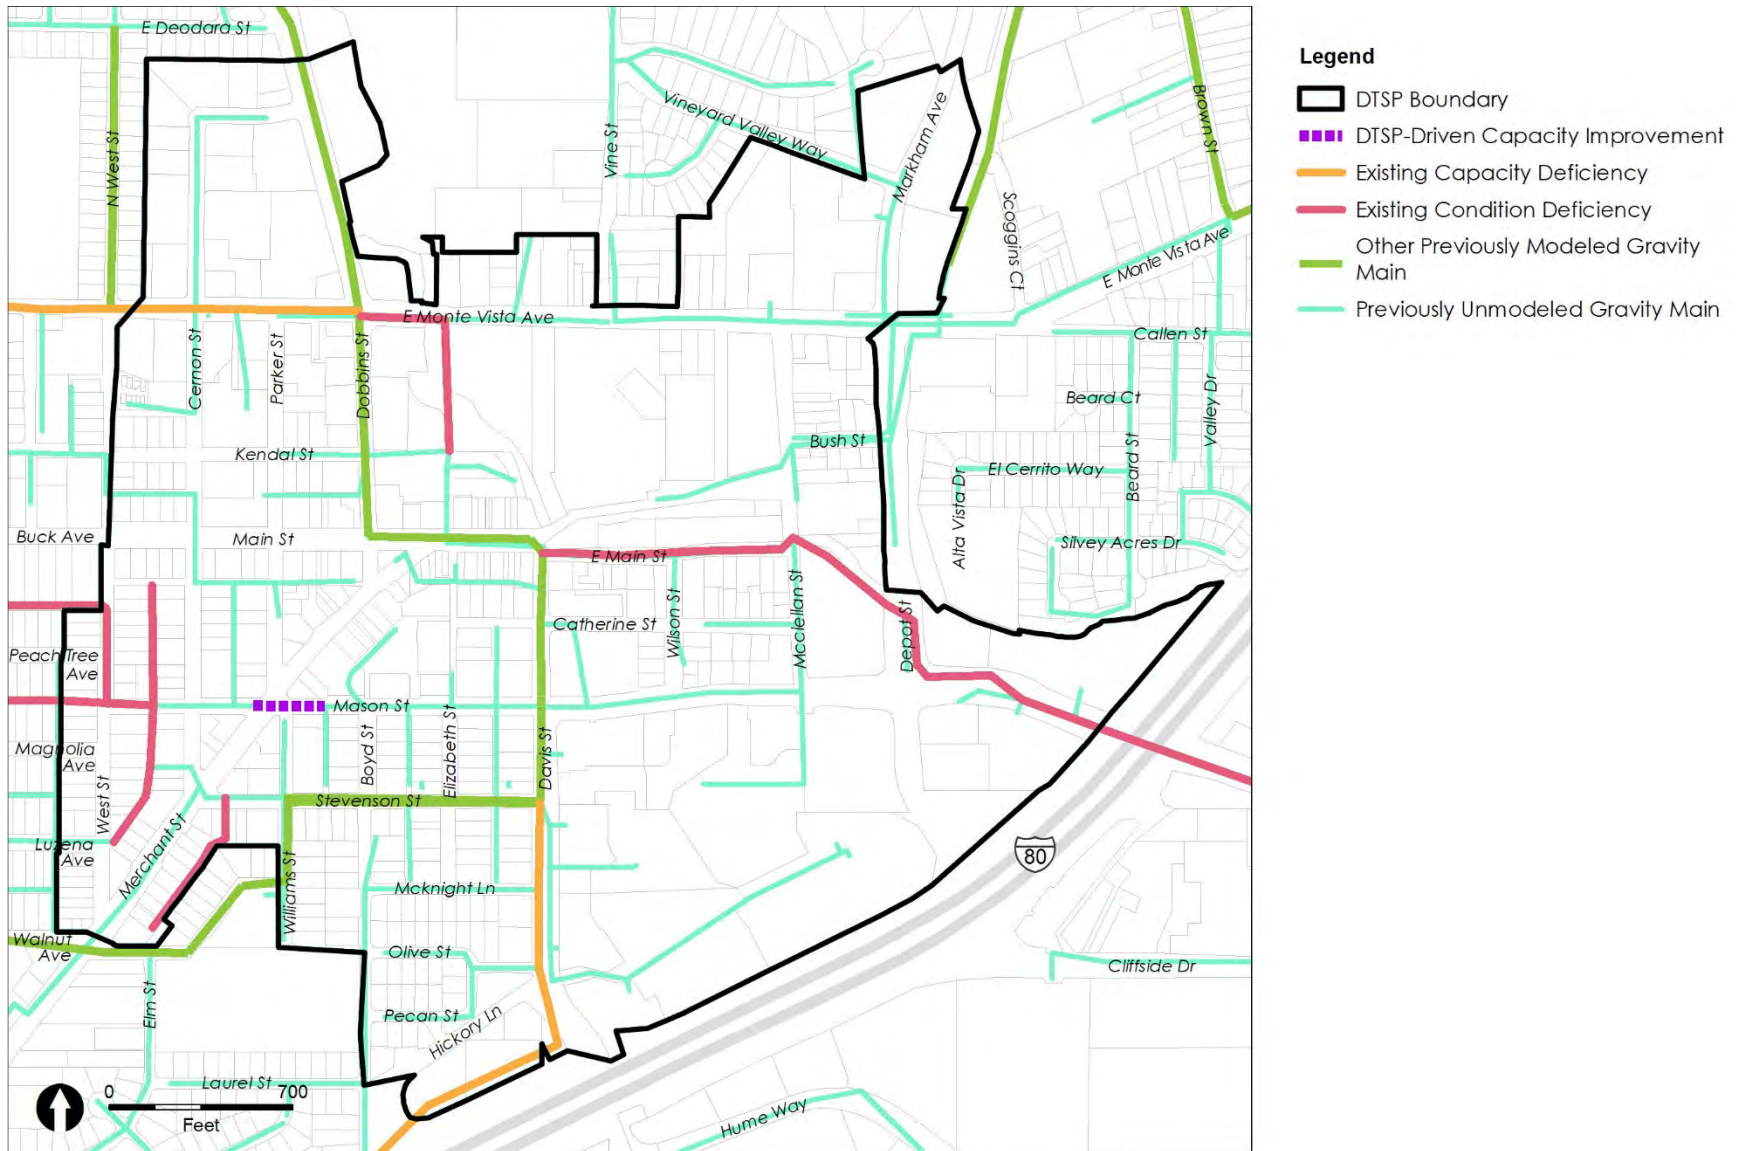 E Deodara St
N West St
Vine St
Vineyard Valley Way
Markham Ave
Scoggins Ct
Brown St
E Monte Vista Ave
E Monte Vista Ave
Cernon St
Parker St
Dobbins St
Callen St
Beard Ct
Valley Dr
Kendal St
Bush St
El Cerrito Way
Beard St
Alta Vista Dr
Buck Ave
Main St
E Main St
Silvey Acres Dr
Catherine St
Wilson St
Mcclellan St
Depot St
Peach Tree
Ave
Mason St
Magnolia
Ave
West St
Boyd St
Elizabeth St
Davis St
Stevenson St
Luzena
Ave
Merchant St
Williams St
Mcknight Ln
80
Walnut
Ave
Olive St
Cliffside Dr
Elm St
Pecan St
Hickory Ln
Laurel St
Hume Way
0 700
Feet
Legend
DTSP Boundary
DTSP-Driven Capacity Improvement
Existing Capacity Deficiency
Existing Condition Deficiency
Other Previously Modeled Gravity
Main
Previously Unmodeled Gravity Main